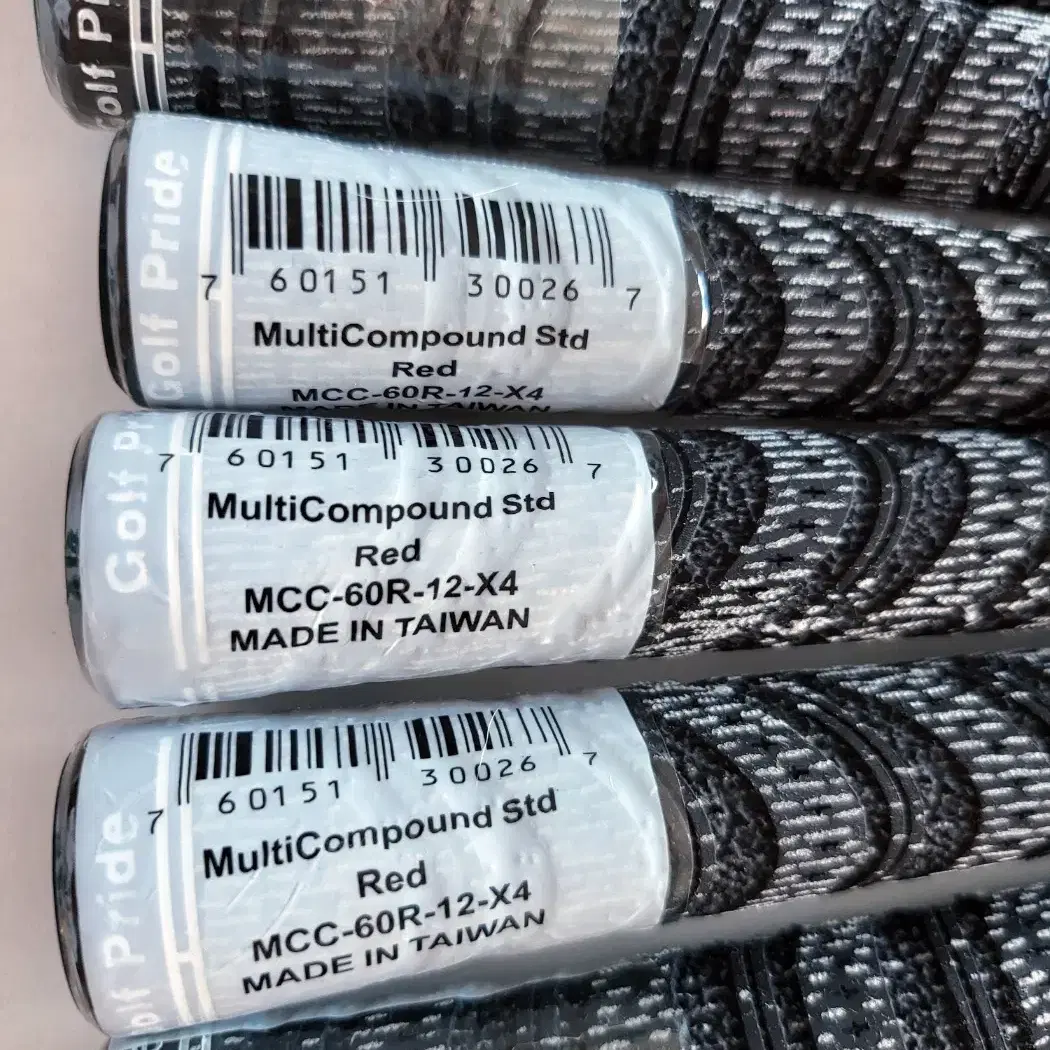 Golf Pride
7 60151 30026 7
MultiCompound Std
Red
MCC-60R-12-X4
MADE IN TAIWAN
Golf Pr
7 60151 30026 7
MultiCompound Std
Red
MCC-60R-12-X4
MADE IN TAIWAN
olf Pride
7 60151 30026 7
MultiCompound Std
Red
MCC-60R-12-X4
MADE IN TAIWAN